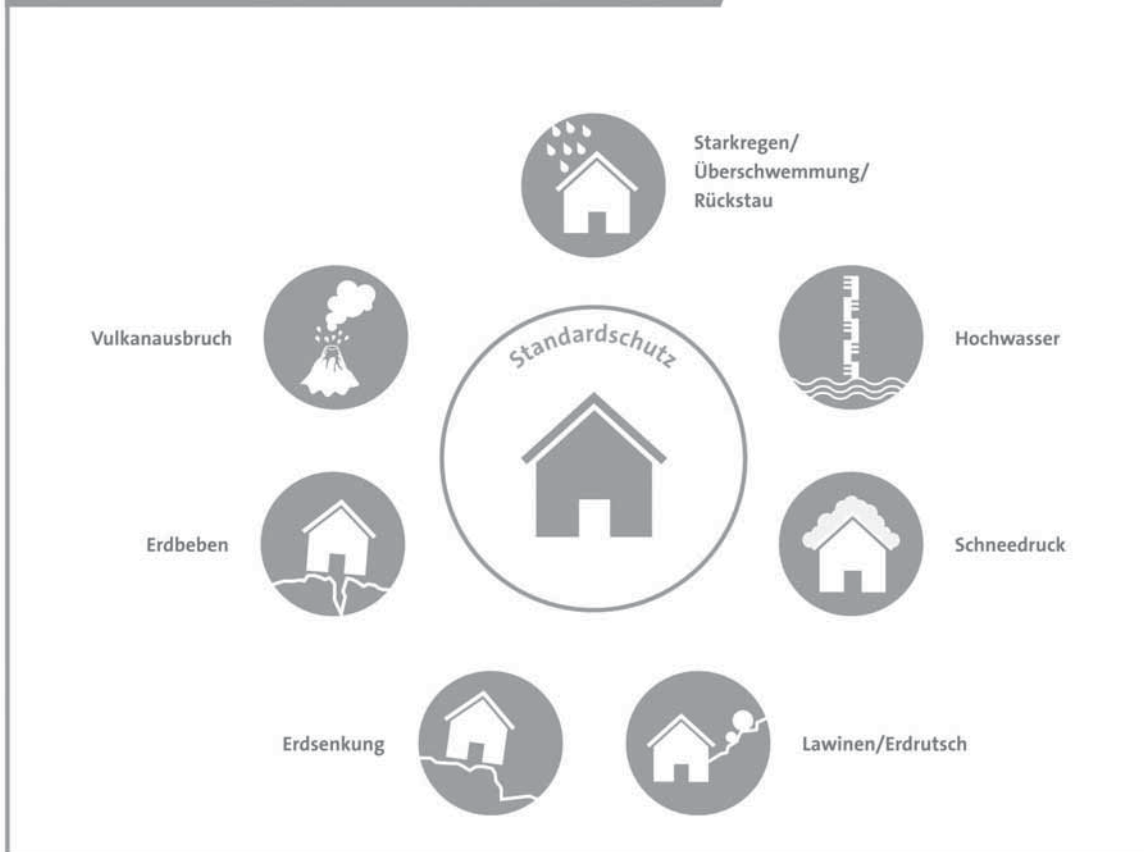 Starkregen/
Überschwemmung/
Rückstau
Vulkanausbruch
Standardschutz
Hochwasser
Erdbeben
Schneedruck
Erdsenkung
Lawinen/Erdrutsch